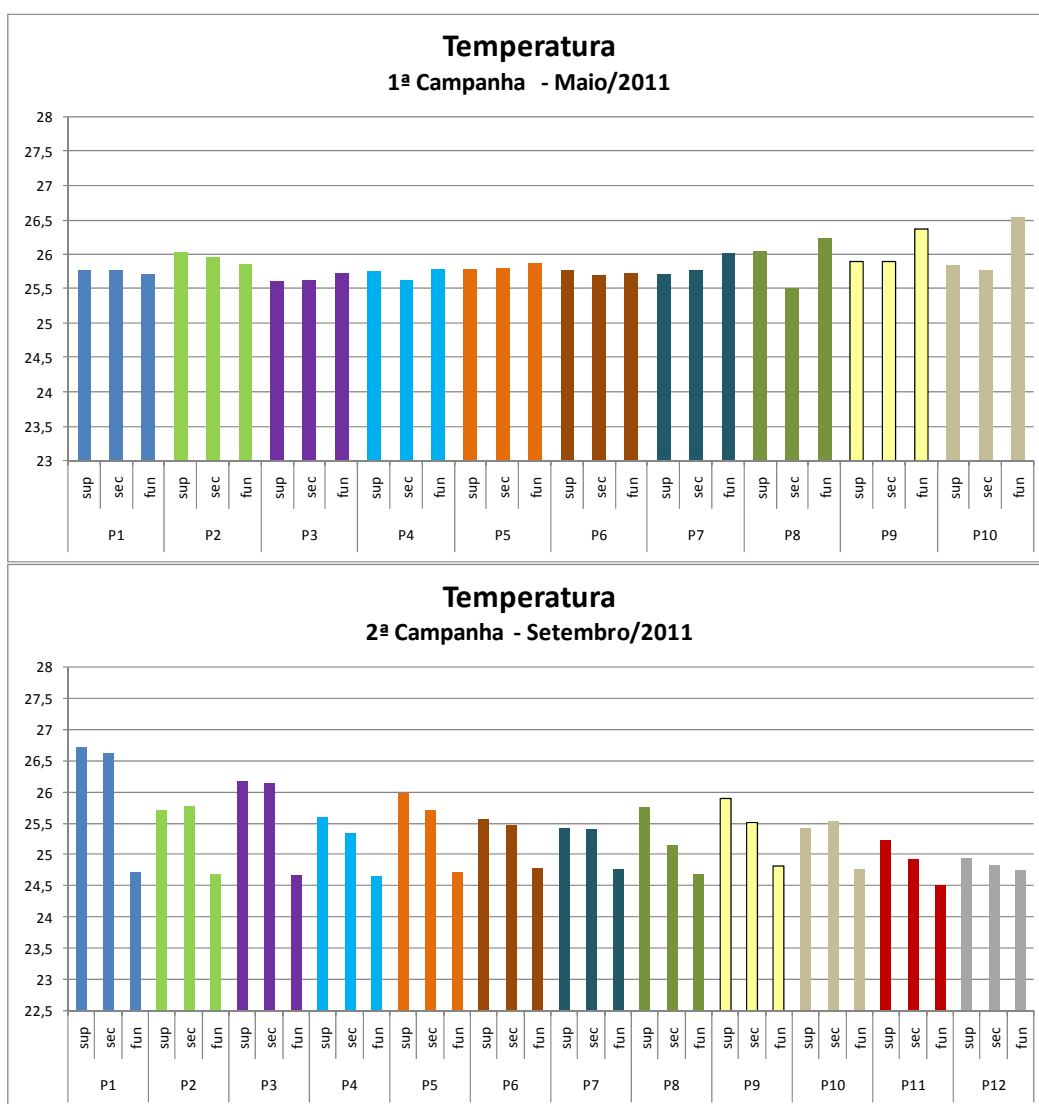 Temperatura
1ª Campanha - Maio/2011
28
27,5
27
26,5
26
25,5
25
24,5
24
23,5
23
sup sec fun sup sec fun sup sec fun sup sec fun sup sec fun sup sec fun sup sec fun sup sec fun sup sec fun sup sec fun
P1 P2 P3 P4 P5 P6 P7 P8 P9 P10
Temperatura
2ª Campanha - Setembro/2011
28
27,5
27
26,5
26
25,5
25
24,5
24
23,5
23
22,5
sup sec fun sup sec fun sup sec fun sup sec fun sup sec fun sup sec fun sup sec fun sup sec fun sup sec fun sup sec fun sup sec fun sup sec fun
P1 P2 P3 P4 P5 P6 P7 P8 P9 P10 P11 P12